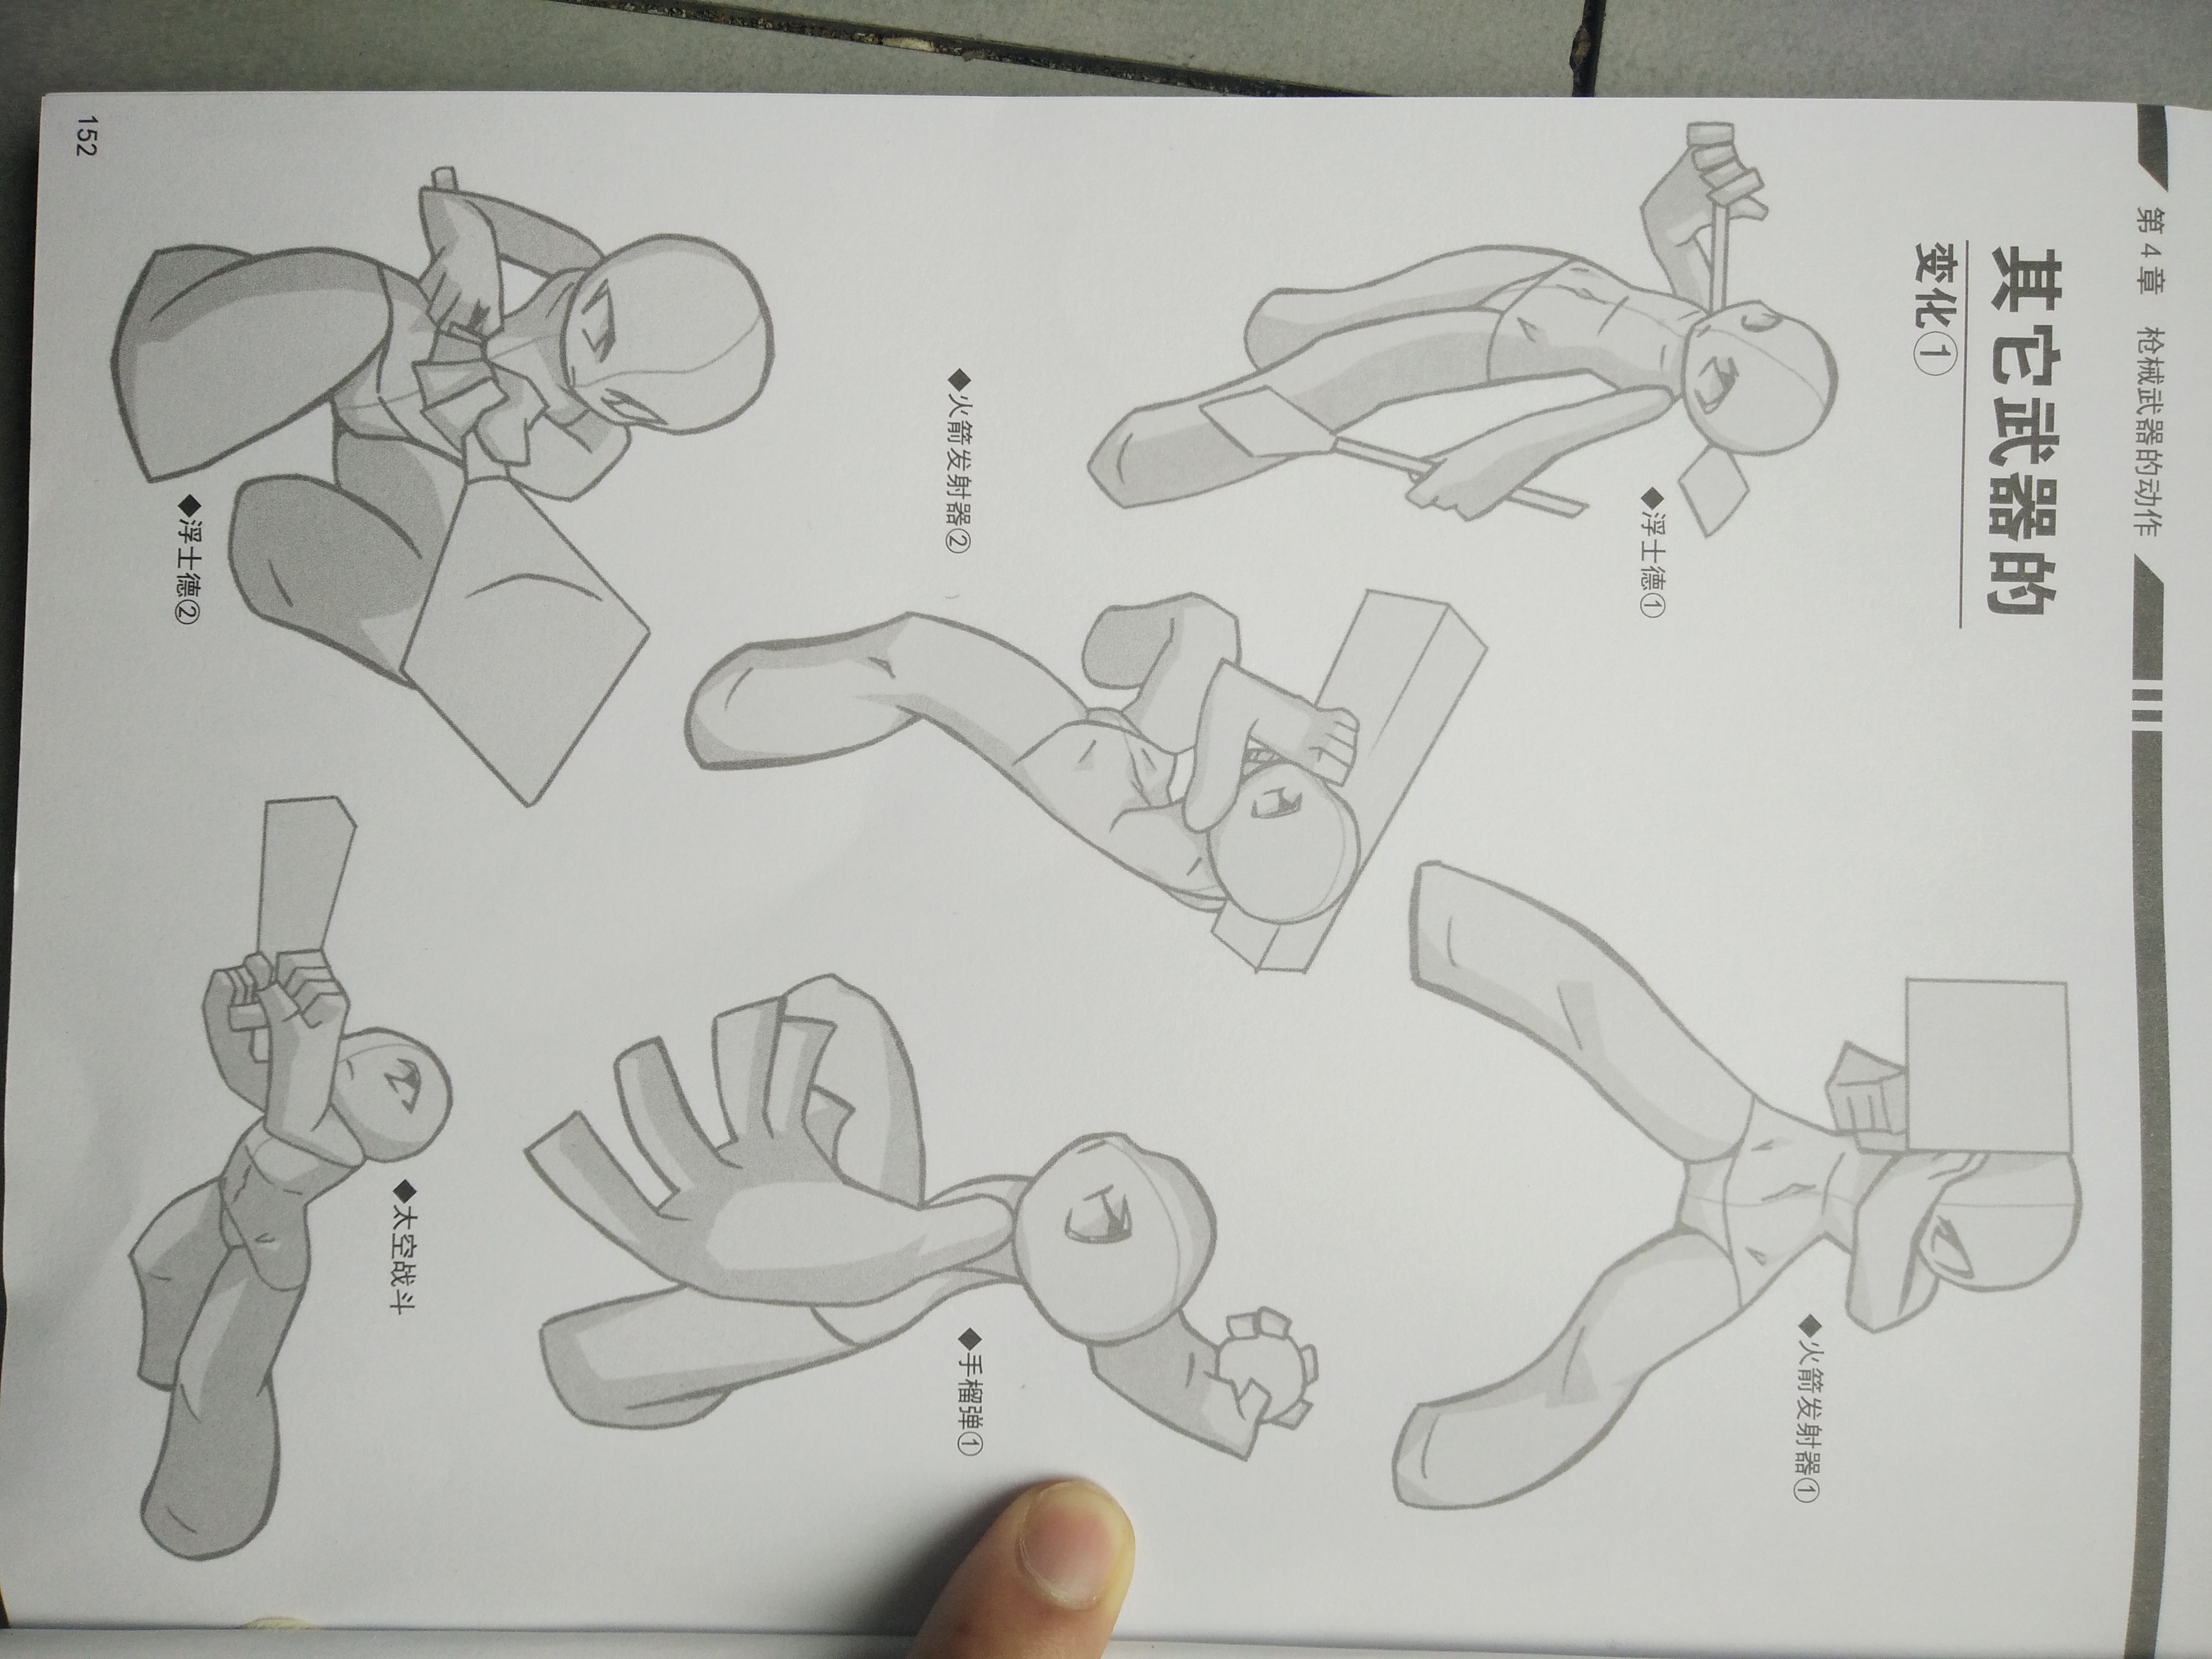 第4章 枪械武器的动作
其它武器的
变化①
◆浮士德①
◆火箭发射器①
◆火箭发射器②
◆手榴弹①
◆浮士德②
◆太空战斗
152